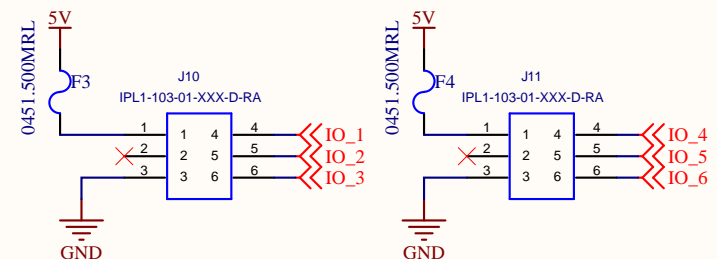 5V
5V
0451.500MRL
F3
J10
IPL1-103-01-XXX-D-RA
0451.500MRL
F4
J11
IPL1-103-01-XXX-D-RA
1 1 4 4 IO_1
2 2 5 5 IO_2
3 3 6 6 IO_3
GND
1 1 4 4 IO_4
2 2 5 5 IO_5
3 3 6 6 IO_6
GND